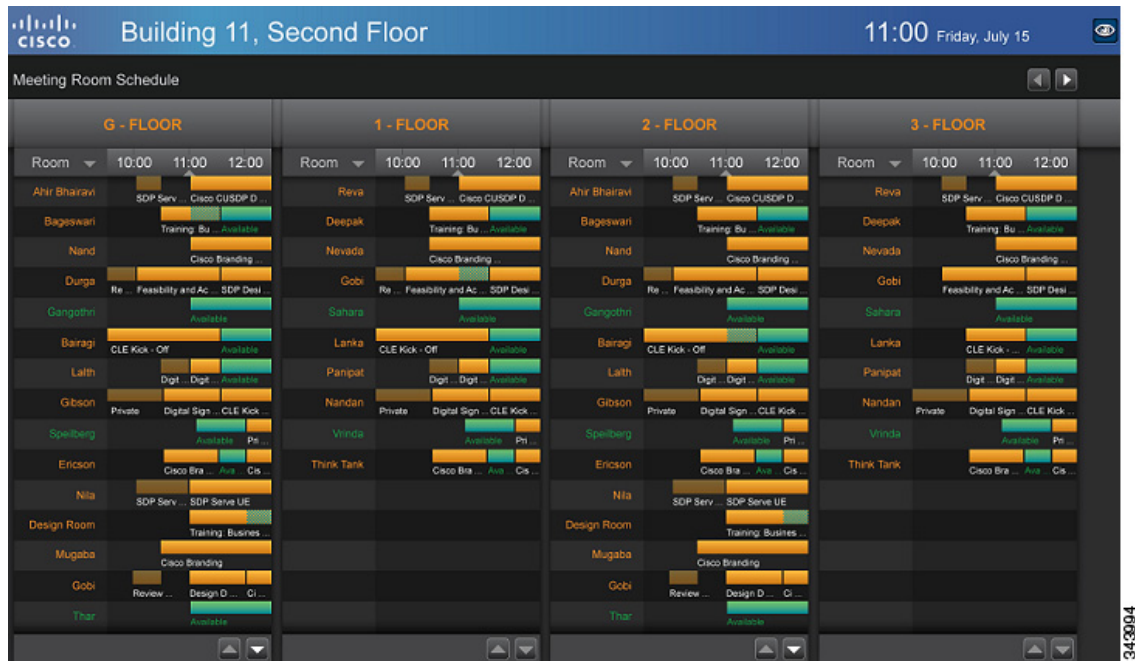 CISCO Building 11, Second Floor 11:00 Friday, July 15
Meeting Room Schedule
G - FLOOR
Room 10:00 11:00 12:00
Ahir Bhairavi
SDP Serv ... Cisco CUSDP D ...
Bageswari
Training: Bu ... Available
Nand
Cisco Branding ...
Durga
Re ... Feasibility and Ac ... SDP Desi ...
Gangothri
Available
Bairagi
CLE Kick - Off Available
Lalth
Digit ... Digit ... Available
Gibson
Private Digital Sign ... CLE Kick ...
Speilberg
Available Pri ...
Ericson
Cisco Bra ... Ava ... Cis ...
Nila
SDP Serv ... SDP Serve UE
Design Room
Training: Busines ...
Mugaba
Cisco Branding
Gobi
Review ... Design D ... Ci ...
Thar
Available
1 - FLOOR
Room 10:00 11:00 12:00
Reva
SDP Serv ... Cisco CUSDP D ...
Deepak
Training: Bu ... Available
Nevada
Cisco Branding ...
Gobi
Re ... Feasibility and Ac ... SDP Desi ...
Sahara
Available
Lanka
CLE Kick - Off Available
Panipat
Digit ... Digit ... Available
Nandan
Private Digital Sign ... CLE Kick ...
Vrinda
Available Pri ...
Think Tank
Cisco Bra ... Ava ... Cis ...
2 - FLOOR
Room 10:00 11:00 12:00
Ahir Bhairavi
SDP Serv ... Cisco CUSDP D ...
Bageswari
Training: Bu ... Available
Nand
Cisco Branding ...
Durga
Re ... Feasibility and Ac ... SDP Desi ...
Gangothri
Available
Bairagi
CLE Kick - Off Available
Lalth
Digit ... Digit ... Available
Gibson
Private Digital Sign ... CLE Kick ...
Speilberg
Available Pri ...
Ericson
Cisco Bra ... Ava ... Cis ...
Nila
SDP Serv ... SDP Serve UE
Design Room
Training: Busines ...
Mugaba
Cisco Branding
Gobi
Review ... Design D ... Ci ...
Thar
Available
3 - FLOOR
Room 10:00 11:00 12:00
Reva
SDP Serv ... Cisco CUSDP D ...
Deepak
Training: Bu ... Available
Nevada
Cisco Branding ...
Gobi
Feasibility and Ac ... SDP Desi ...
Sahara
Available
Lanka
CLE Kick - ... Available
Panipat
Digit ... Digit ... Available
Nandan
Private Digital Sign ... CLE Kick ...
Vrinda
Available Pri ...
Think Tank
Cisco Bra ... Ava ... Cis ...
343994